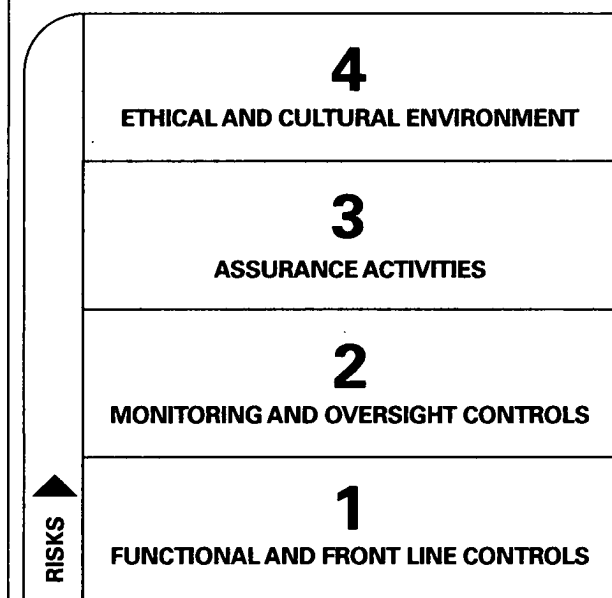 4
ETHICAL AND CULTURAL ENVIRONMENT
3
ASSURANCE ACTIVITIES
2
MONITORING AND OVERSIGHT CONTROLS
1
FUNCTIONAL AND FRONT LINE CONTROLS
RISKS